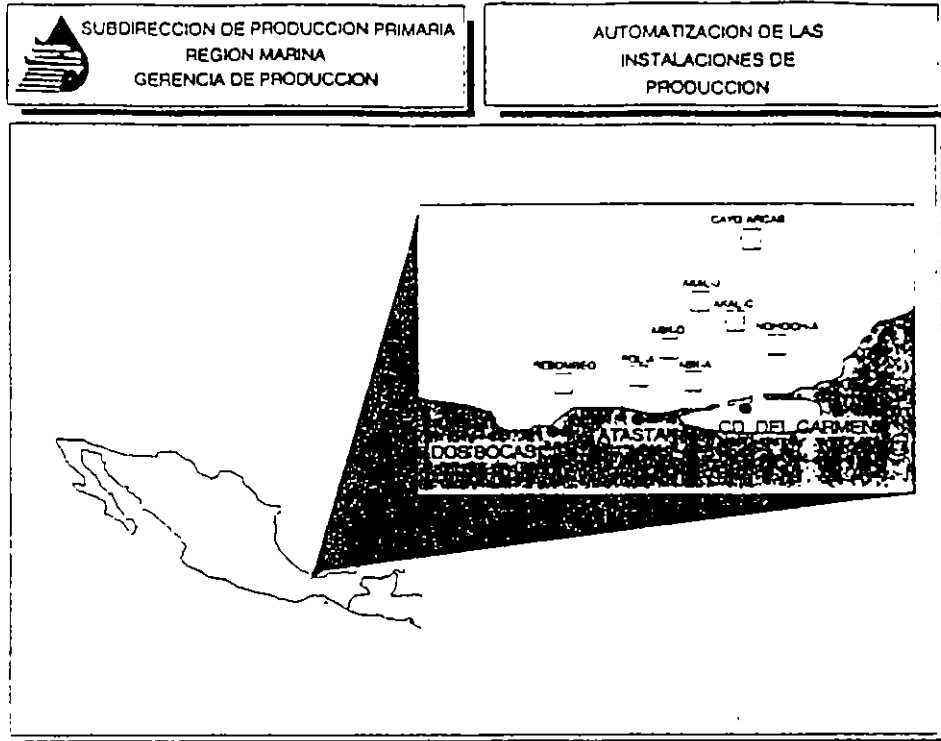 SUBDIRECCION DE PRODUCCION PRIMARIA
REGION MARINA
GERENCIA DE PRODUCCION
AUTOMATIZACION DE LAS
INSTALACIONES DE
PRODUCCION
CAYO ARCAS
AKAL-J
AKAL-C
NOHOCH-A
REBOMBEO
POL-A
DOS BOCAS
ATASTA
CD. DEL CARMEN